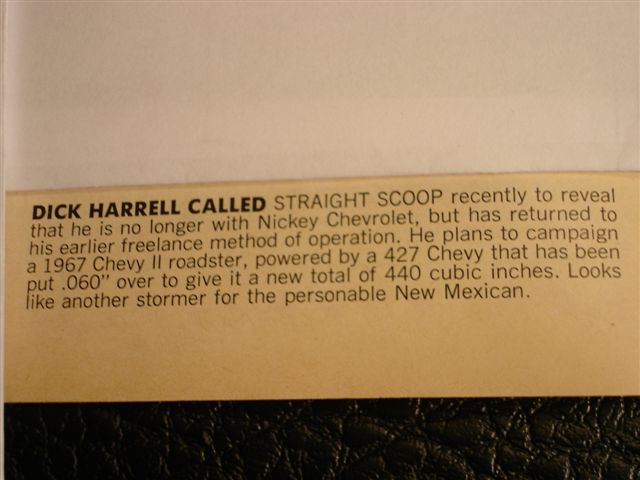 DICK HARRELL CALLED STRAIGHT SCOOP recently to reveal
that he is no longer with Nickey Chevrolet, but has returned to
his earlier freelance method of operation. He plans to campaign
a 1967 Chevy II roadster, powered by a 427 Chevy that has been
put .060" over to give it a new total of 440 cubic inches. Looks
like another stormer for the personable New Mexican.